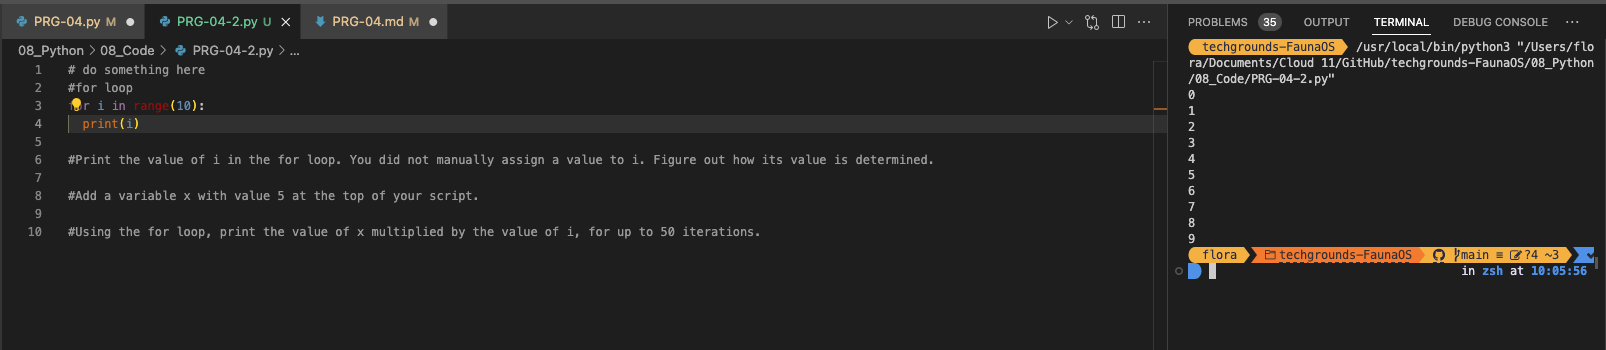 PRG-04.py M
PRG-04-2.py U
PRG-04.md M
08_Python > 08_Code > PRG-04-2.py > ...
1 # do something here
2 #for loop
3 for i in range(10):
4 print(i)
5
6 #Print the value of i in the for loop. You did not manually assign a value to i. Figure out how its value is determined.
7
8 #Add a variable x with value 5 at the top of your script.
9
10 #Using the for loop, print the value of x multiplied by the value of i, for up to 50 iterations.
PROBLEMS 35 OUTPUT TERMINAL DEBUG CONSOLE ...
techgrounds-FaunaOS /usr/local/bin/python3 "/Users/flo
ra/Documents/Cloud 11/GitHub/techgrounds-FaunaOS/08_Python
/08_Code/PRG-04-2.py"
0
1
2
3
4
5
6
7
8
9
flora techgrounds-FaunaOS main ≡ ?4 ~3
in zsh at 10:05:56